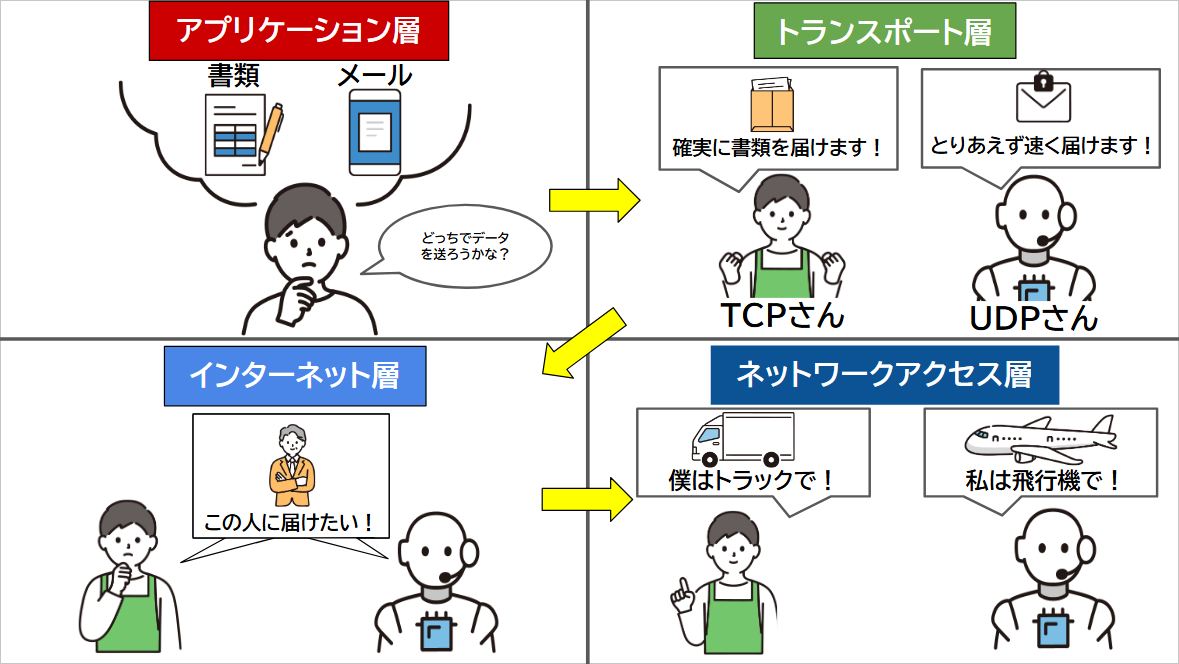 アプリケーション層
書類
メール
どっちでデータ
を送ろうかな？
トランスポート層
確実に書類を届けます！
とりあえず速く届けます！
TCPさん
UDPさん
インターネット層
この人に届けたい！
ネットワークアクセス層
僕はトラックで！
私は飛行機で！